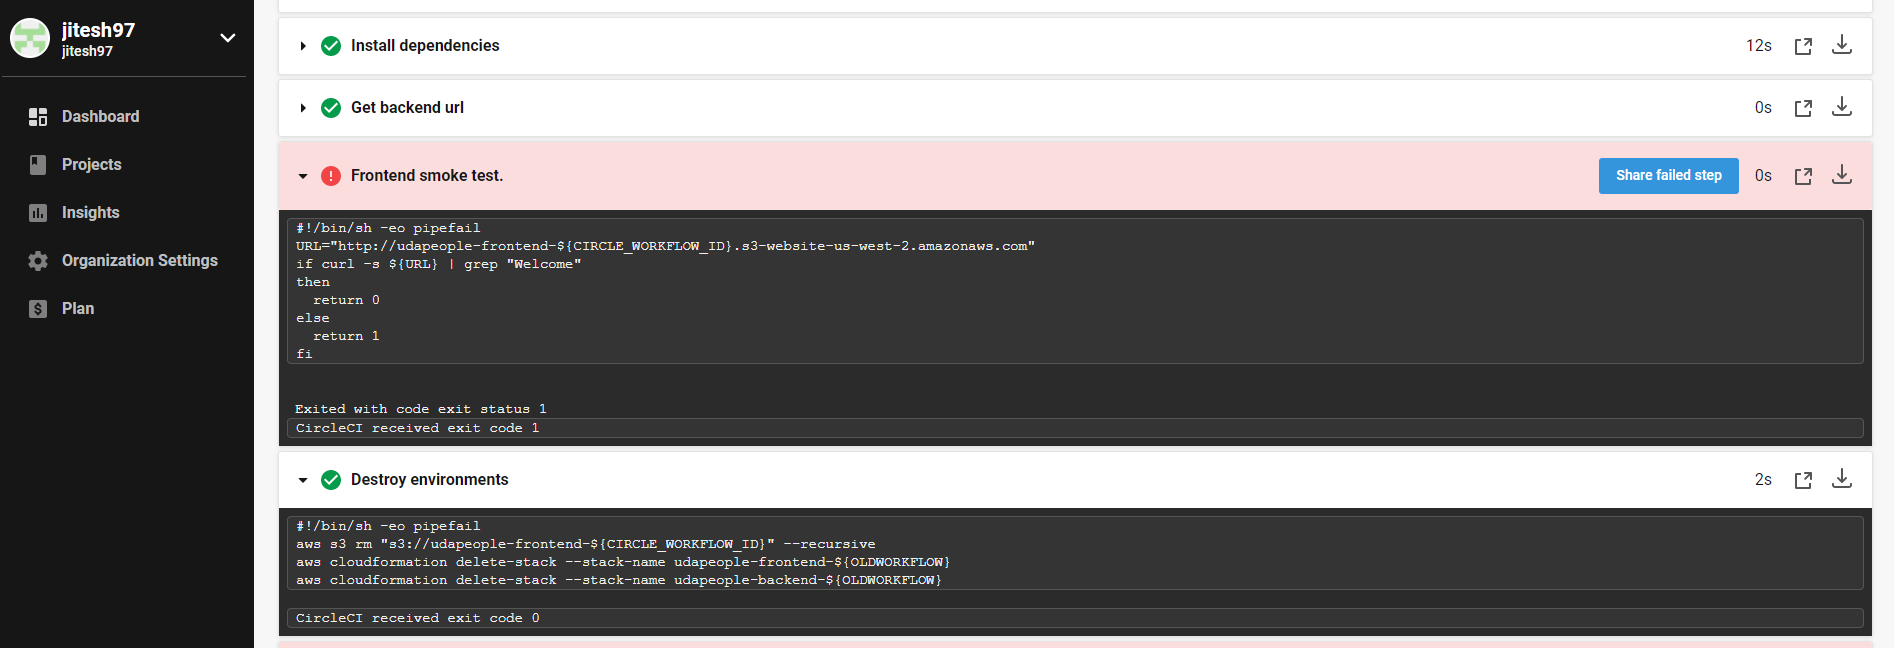 jitesh97
jitesh97
Dashboard
Projects
Insights
Organization Settings
Plan
Install dependencies 12s
Get backend url 0s
Frontend smoke test. Share failed step 0s
#!/bin/sh -eo pipefail
URL="http://udapeople-frontend-${CIRCLE_WORKFLOW_ID}.s3-website-us-west-2.amazonaws.com"
if curl -s ${URL} | grep "Welcome"
then
  return 0
else
  return 1
fi
Exited with code exit status 1
CircleCI received exit code 1
Destroy environments 2s
#!/bin/sh -eo pipefail
aws s3 rm "s3://udapeople-frontend-${CIRCLE_WORKFLOW_ID}" --recursive
aws cloudformation delete-stack --stack-name udapeople-frontend-${OLDWORKFLOW}
aws cloudformation delete-stack --stack-name udapeople-backend-${OLDWORKFLOW}
CircleCI received exit code 0